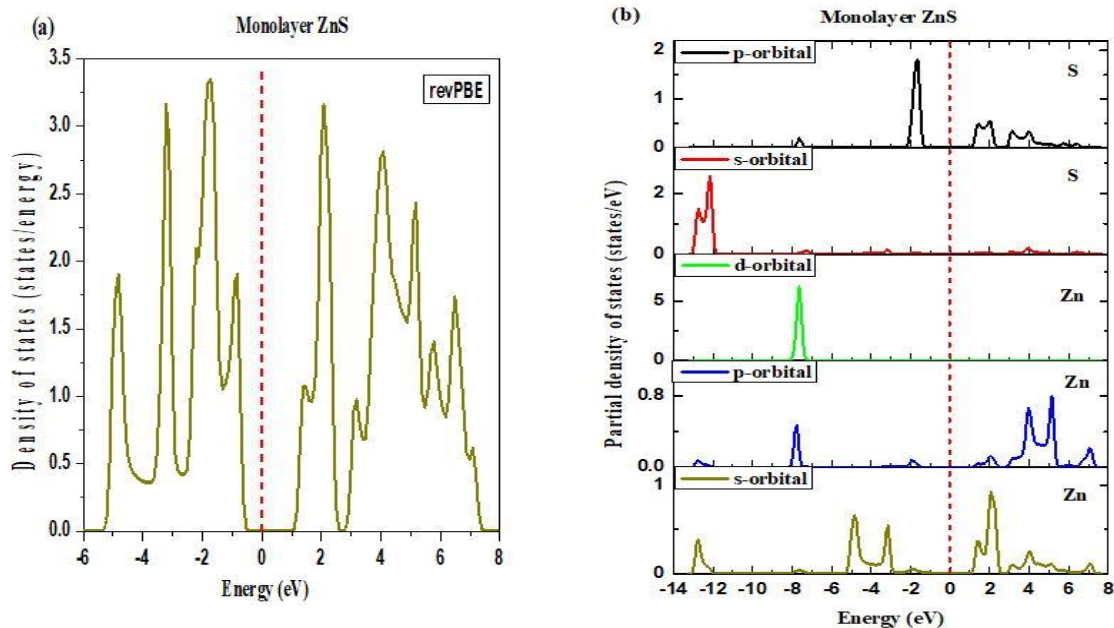 (a)
Monolayer ZnS
3.5
3.0
2.5
2.0
1.5
1.0
0.5
0.0
revPBE
Density of states (states/energy)
-6 -4 -2 0 2 4 6 8
Energy (eV)
(b)
Monolayer ZnS
p-orbital
S
2
1
0
s-orbital
S
2
0
d-orbital
Zn
5
0
p-orbital
Zn
0.8
0.0
s-orbital
Zn
1
0
Partial density of states (states/eV)
-14 -12 -10 -8 -6 -4 -2 0 2 4 6 8
Energy (eV)